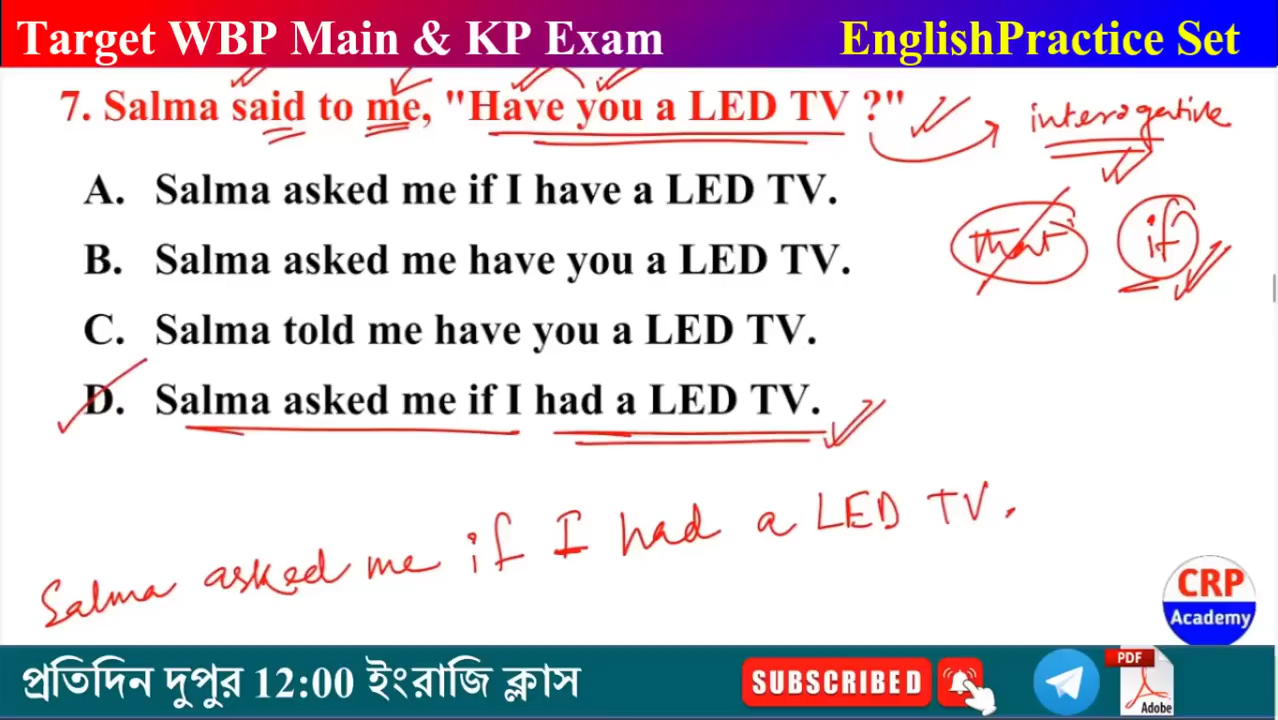 Target WBP Main & KP Exam EnglishPractice Set
7. Salma said to me, "Have you a LED TV ?"
interogative
A. Salma asked me if I have a LED TV.
that if
B. Salma asked me have you a LED TV.
C. Salma told me have you a LED TV.
D. Salma asked me if I had a LED TV.
Salma asked me if I had a LED TV.
CRP
Academy
প্রতিদিন দুপুর 12:00 ইংরাজি ক্লাস SUBSCRIBED
PDF
Adobe